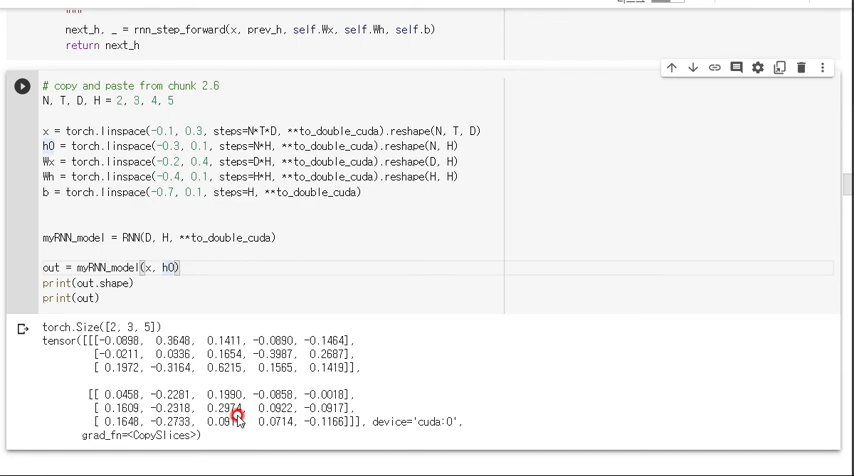 next_h, _ = rnn_step_forward(x, prev_h, self.Wx, self.Wh, self.b)
return next_h
# copy and paste from chunk 2.6
N, T, D, H = 2, 3, 4, 5
x = torch.linspace(-0.1, 0.3, steps=N*T*D, **to_double_cuda).reshape(N, T, D)
h0 = torch.linspace(-0.3, 0.1, steps=N*H, **to_double_cuda).reshape(N, H)
Wx = torch.linspace(-0.2, 0.4, steps=D*H, **to_double_cuda).reshape(D, H)
Wh = torch.linspace(-0.4, 0.1, steps=H*H, **to_double_cuda).reshape(H, H)
b = torch.linspace(-0.7, 0.1, steps=H, **to_double_cuda)
myRNN_model = RNN(D, H, **to_double_cuda)
out = myRNN_model(x, h0)
print(out.shape)
print(out)
torch.Size([2, 3, 5])
tensor([[[-0.0898, 0.3648, 0.1411, -0.0890, -0.1464],
[-0.0211, 0.0336, 0.1654, -0.3987, 0.2687],
[ 0.1972, -0.3164, 0.6215, 0.1565, 0.1419]],
[[ 0.0458, -0.2281, 0.1990, -0.0858, -0.0018],
[ 0.1609, -0.2318, 0.2974, 0.0922, -0.0917],
[ 0.1648, -0.2733, 0.0714, -0.1166]]], device='cuda:0',
grad_fn=<CopySlices>)